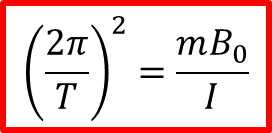 (2π/T)² = mB₀/I